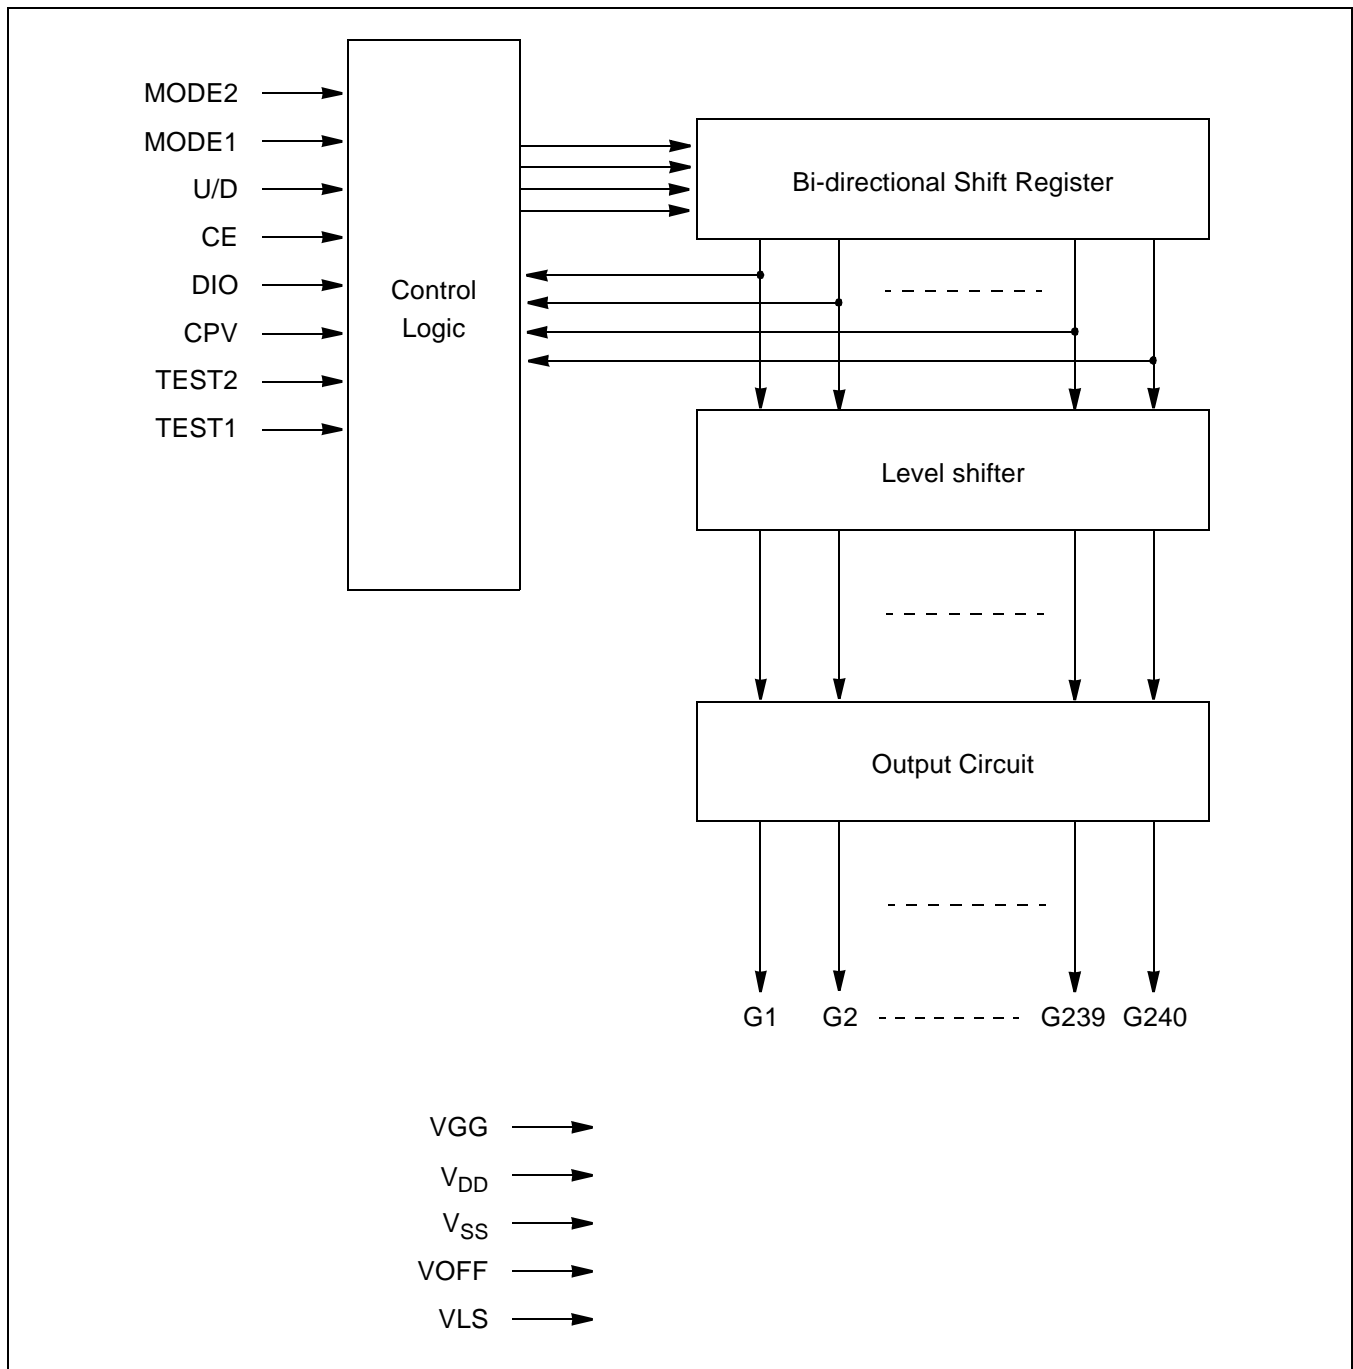 MODE2
MODE1
U/D
CE
DIO
CPV
TEST2
TEST1
Control
Logic
Bi-directional Shift Register
Level shifter
Output Circuit
G1 G2 G239 G240
VGG
VDD
VSS
VOFF
VLS